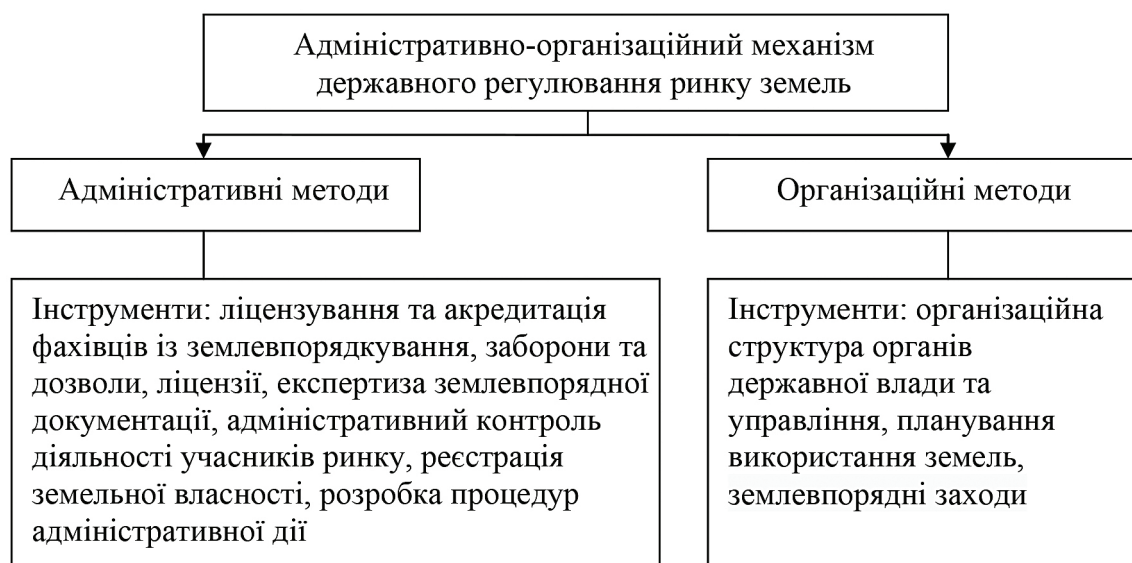 Адміністративно-організаційний механізм
державного регулювання ринку земель
Адміністративні методи
Організаційні методи
Інструменти: ліцензування та акредитація
фахівців із землевпорядкування, заборони та
дозволи, ліцензії, експертиза землевпорядної
документації, адміністративний контроль
діяльності учасників ринку, реєстрація
земельної власності, розробка процедур
адміністративної дії
Інструменти: організаційна
структура органів
державної влади та
управління, планування
використання земель,
землевпорядні заходи